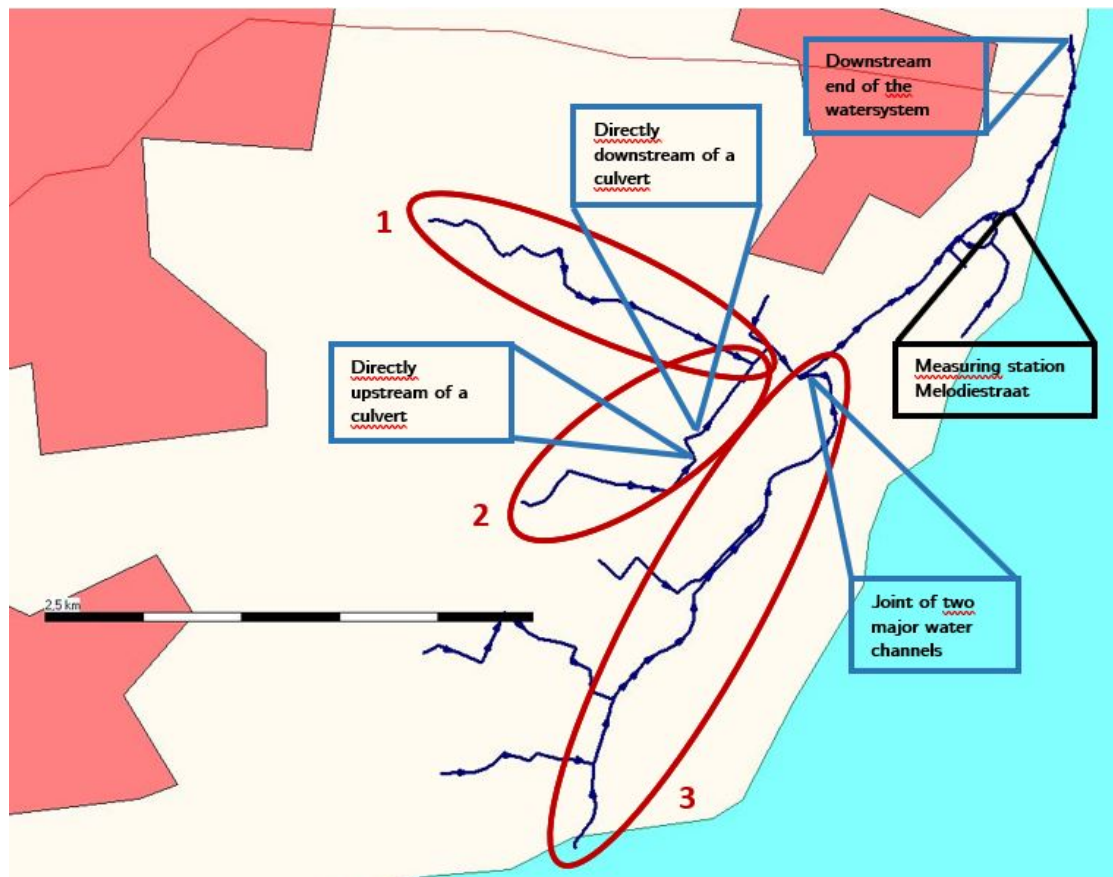 Downstream
end of the
watersystem
Directly
downstream of a
culvert
1
Directly
upstream of a
culvert
Measuring station
Melodiestraat
2
2,5 km
Joint of two
major water
channels
3